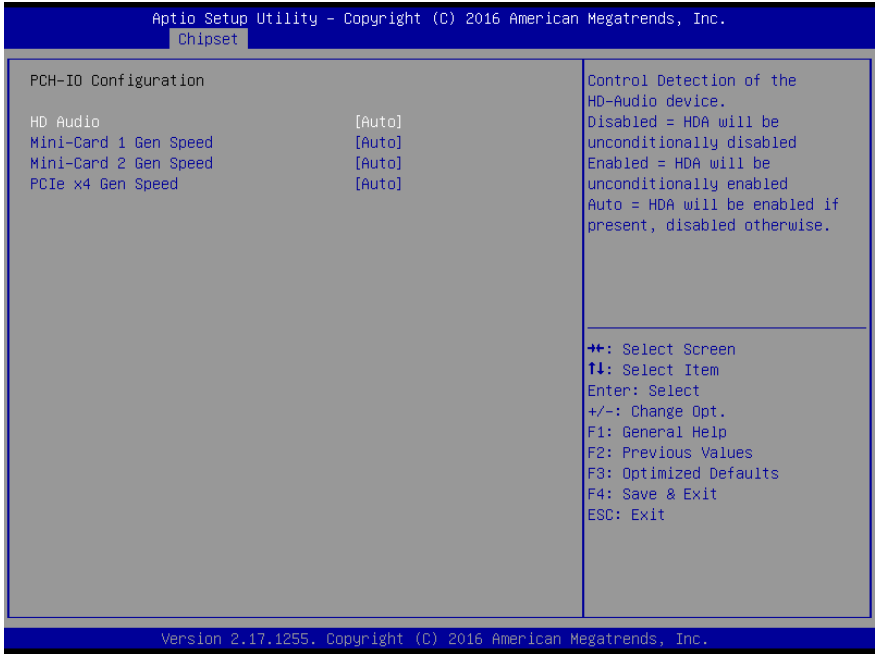 Aptio Setup Utility – Copyright (C) 2016 American Megatrends, Inc.
Chipset
PCH-IO Configuration
HD Audio [Auto]
Mini-Card 1 Gen Speed [Auto]
Mini-Card 2 Gen Speed [Auto]
PCIe x4 Gen Speed [Auto]
Control Detection of the
HD-Audio device.
Disabled = HDA will be
unconditionally disabled
Enabled = HDA will be
unconditionally enabled
Auto = HDA will be enabled if
present, disabled otherwise.
→←: Select Screen
↑↓: Select Item
Enter: Select
+/-: Change Opt.
F1: General Help
F2: Previous Values
F3: Optimized Defaults
F4: Save & Exit
ESC: Exit
Version 2.17.1255. Copyright (C) 2016 American Megatrends, Inc.